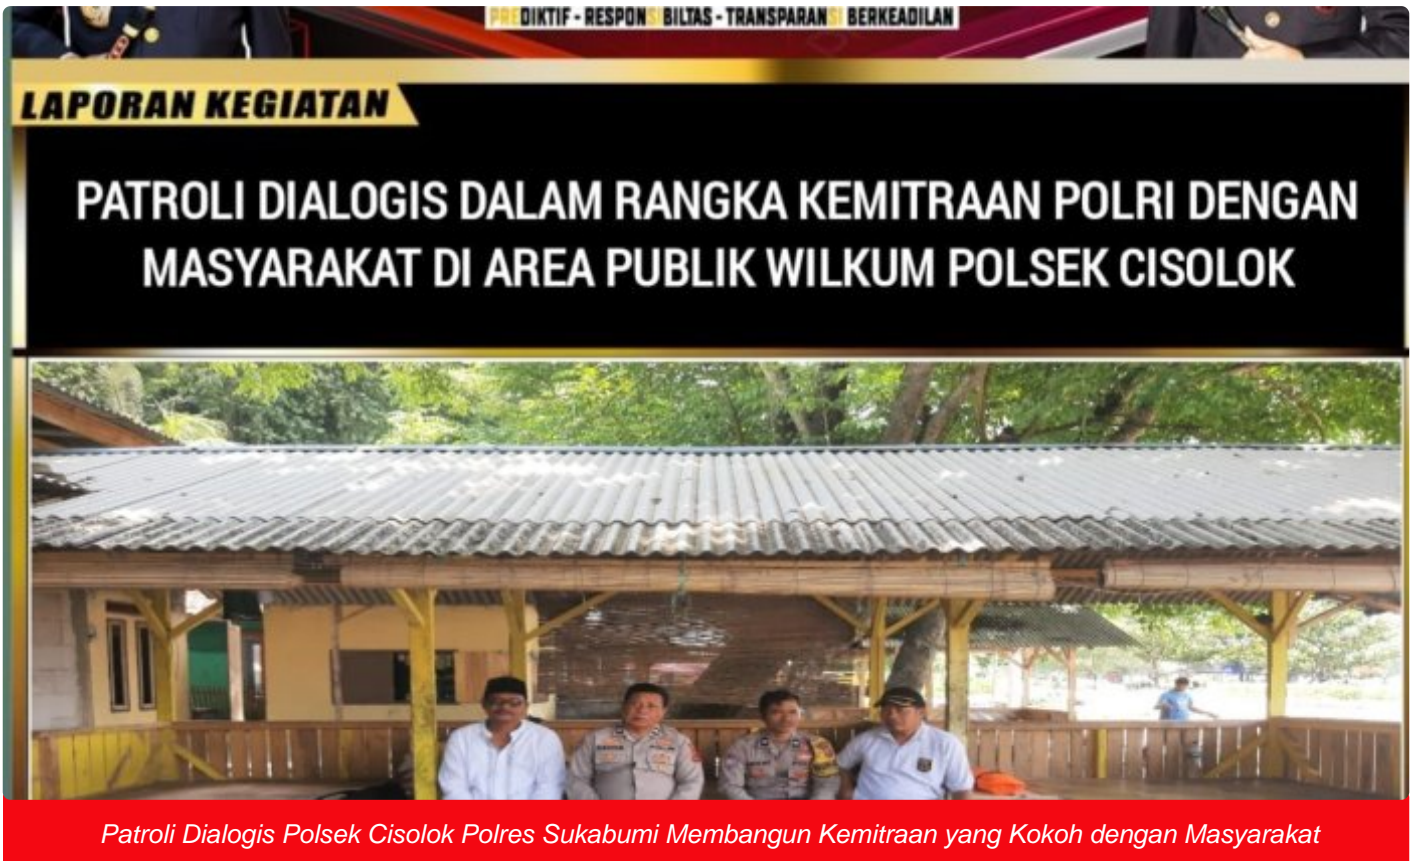 PREDIKTIF - RESPONSIBILTAS - TRANSPARANSI BERKEADILAN
LAPORAN KEGIATAN
PATROLI DIALOGIS DALAM RANGKA KEMITRAAN POLRI DENGAN
MASYARAKAT DI AREA PUBLIK WILKUM POLSEK CISOLOK
Patroli Dialogis Polsek Cisolok Polres Sukabumi Membangun Kemitraan yang Kokoh dengan Masyarakat